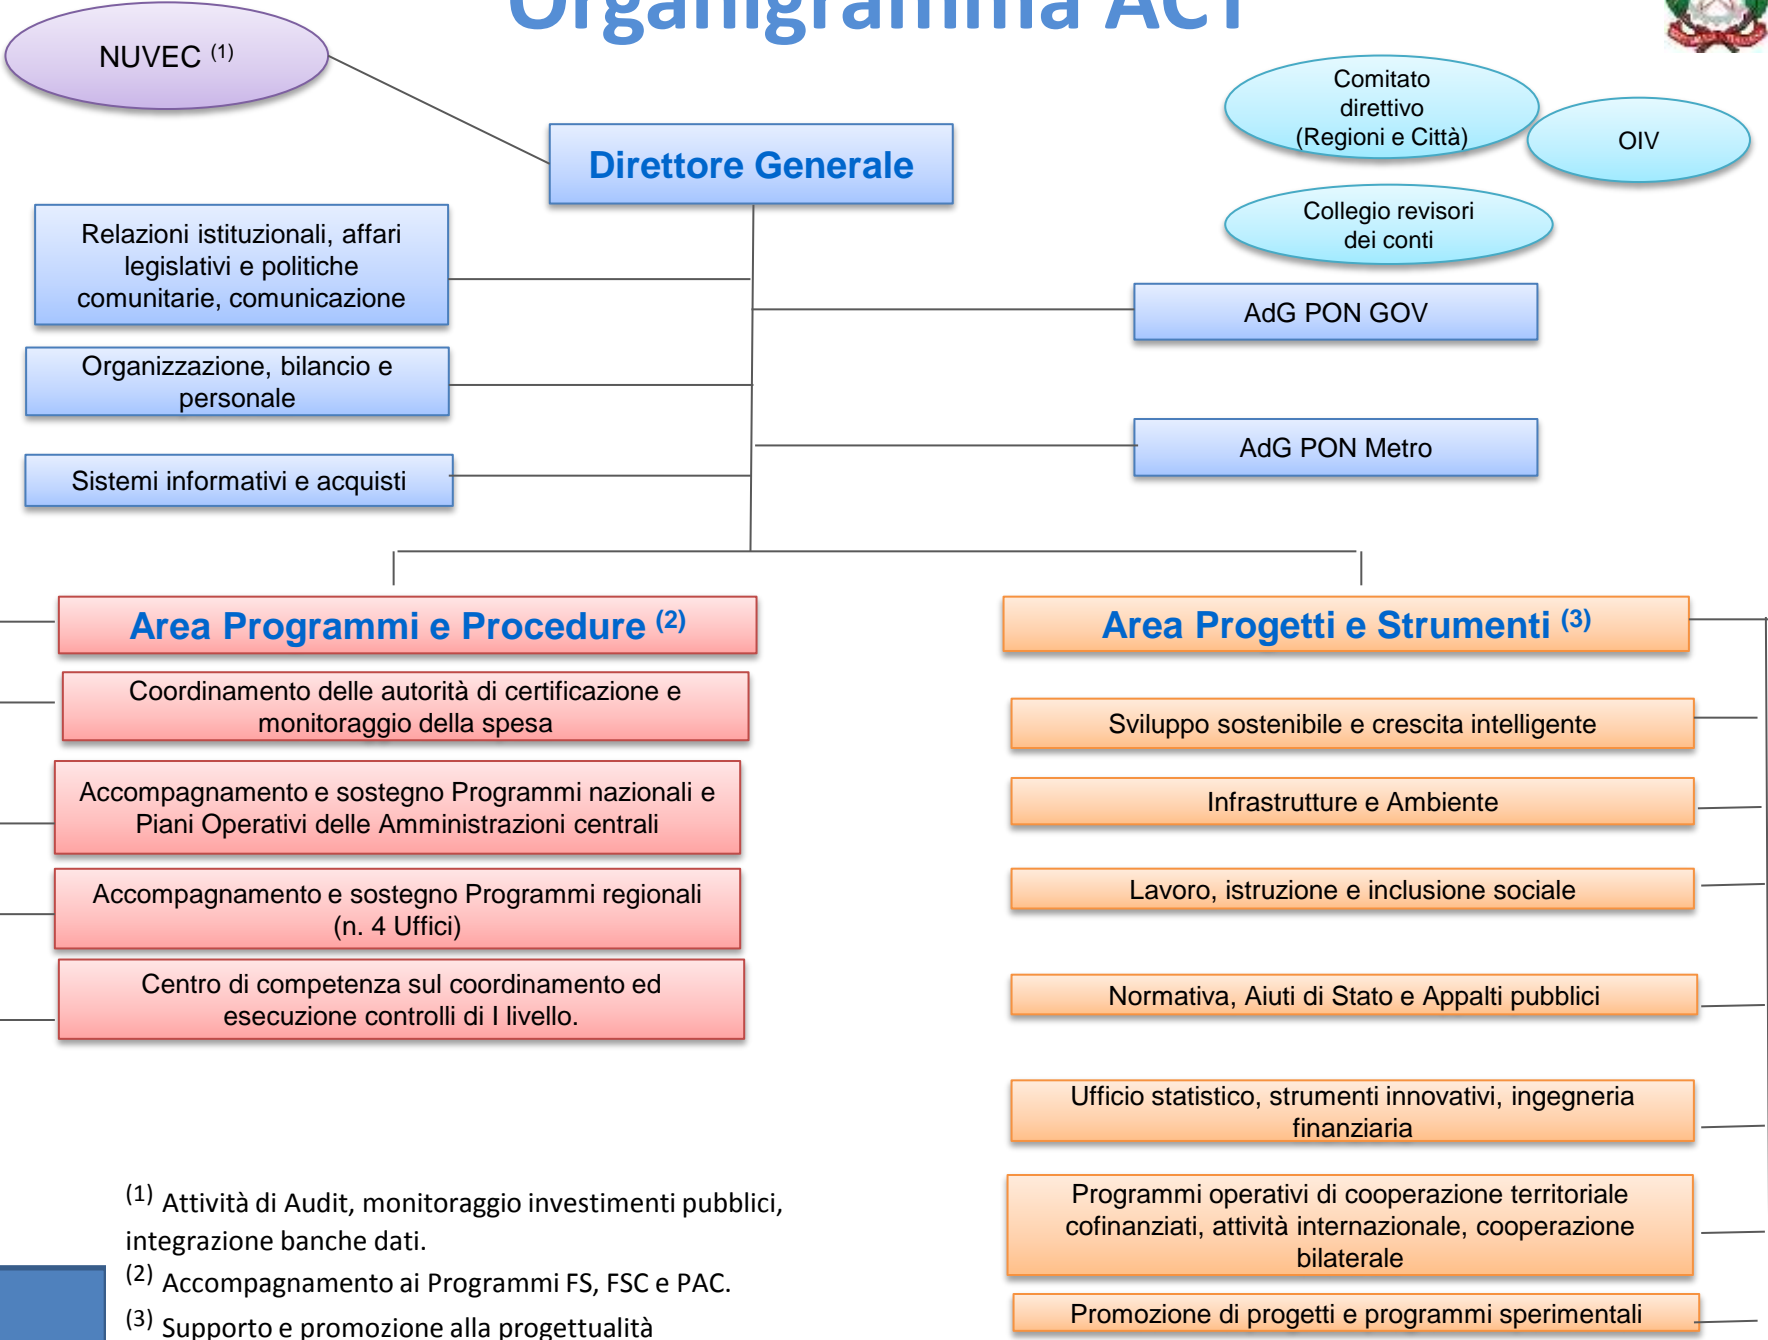 Organigramma ACT
NUVEC (1)
Comitato
direttivo
(Regioni e Città)
OIV
Direttore Generale
Collegio revisori
dei conti
Relazioni istituzionali, affari
legislativi e politiche
comunitarie, comunicazione
AdG PON GOV
Organizzazione, bilancio e
personale
AdG PON Metro
Sistemi informativi e acquisti
Area Programmi e Procedure (2)
Coordinamento delle autorità di certificazione e
monitoraggio della spesa
Accompagnamento e sostegno Programmi nazionali e
Piani Operativi delle Amministrazioni centrali
Accompagnamento e sostegno Programmi regionali
(n. 4 Uffici)
Centro di competenza sul coordinamento ed
esecuzione controlli di I livello.
Area Progetti e Strumenti (3)
Sviluppo sostenibile e crescita intelligente
Infrastrutture e Ambiente
Lavoro, istruzione e inclusione sociale
Normativa, Aiuti di Stato e Appalti pubblici
Ufficio statistico, strumenti innovativi, ingegneria
finanziaria
Programmi operativi di cooperazione territoriale
cofinanziati, attività internazionale, cooperazione
bilaterale
Promozione di progetti e programmi sperimentali
(1) Attività di Audit, monitoraggio investimenti pubblici,
integrazione banche dati.
(2) Accompagnamento ai Programmi FS, FSC e PAC.
(3) Supporto e promozione alla progettualità